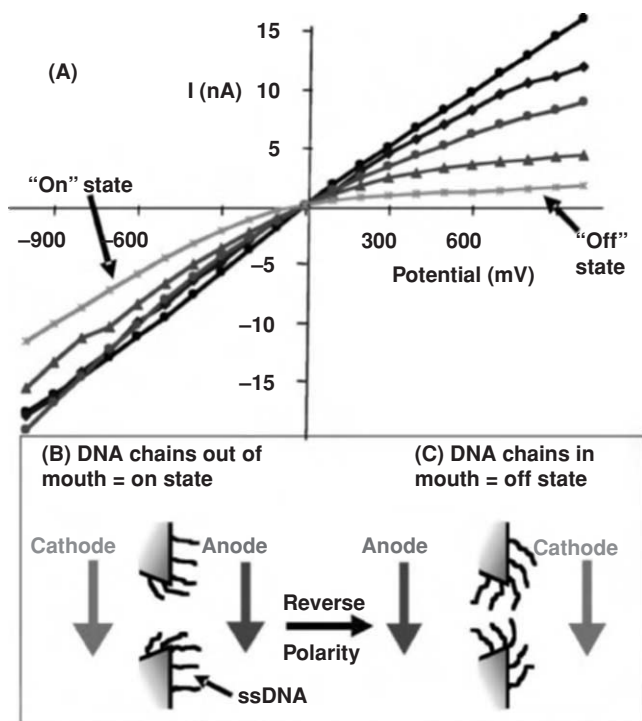 (A)
I (nA)
15
10
5
"On" state
–900
–600
300
600
"Off"
state
Potential (mV)
–5
–10
–15
(B) DNA chains out of
mouth = on state
(C) DNA chains in
mouth = off state
Cathode
Anode
Reverse
Polarity
Anode
Cathode
ssDNA